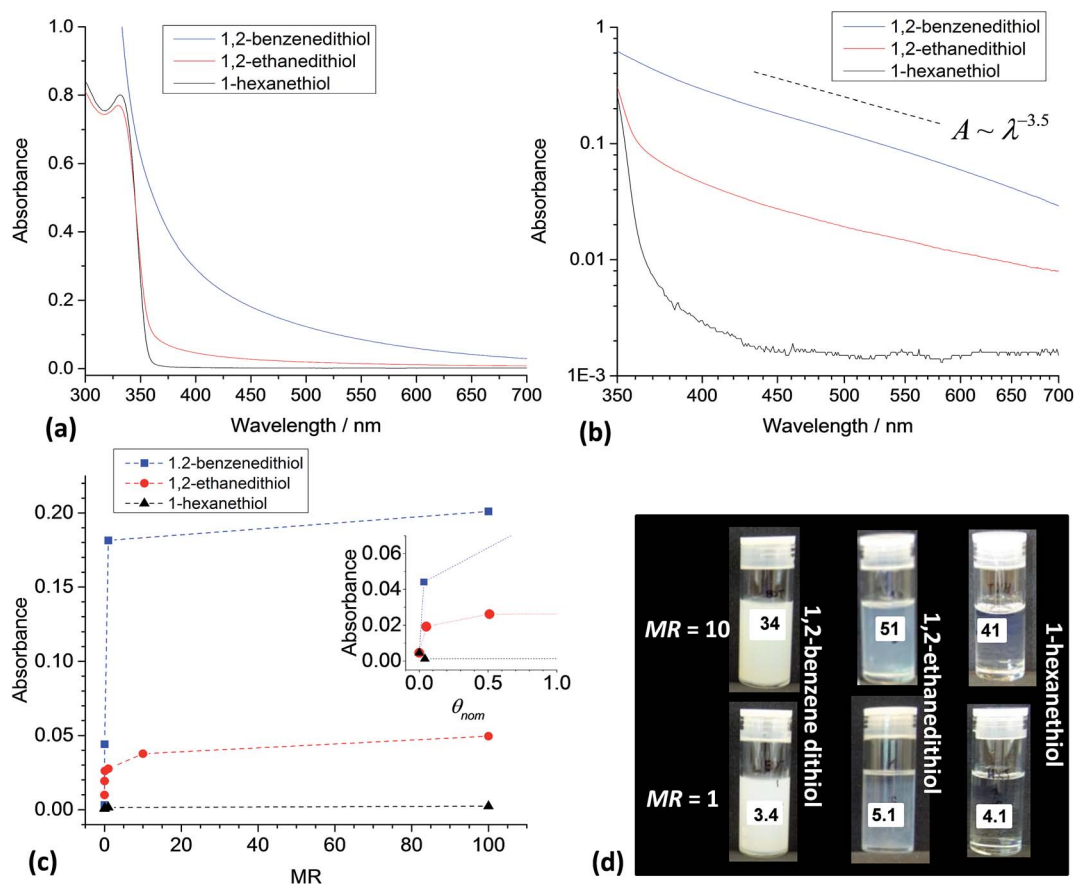 1.0
0.8
0.6
0.4
0.2
0.0
Absorbance
1,2-benzenedithiol
1,2-ethanedithiol
1-hexanethiol
300 350 400 450 500 550 600 650 700
Wavelength / nm
(a)
1
0.1
0.01
1E-3
Absorbance
1,2-benzenedithiol
1,2-ethanedithiol
1-hexanethiol
A ~ λ^−3.5
350 400 450 500 550 600 650 700
Wavelength / nm
(b)
1.2-benzenedithiol
1,2-ethanedithiol
1-hexanethiol
0.20
0.15
0.10
0.05
0.00
Absorbance
0 20 40 60 80 100
MR
(c)
0.06
0.04
0.02
0.00
Absorbance
0.0 0.5 1.0
θnom
MR = 10
34
51
41
MR = 1
3.4
5.1
4.1
1,2-benzene dithiol
1,2-ethanedithiol
1-hexanethiol
(d)